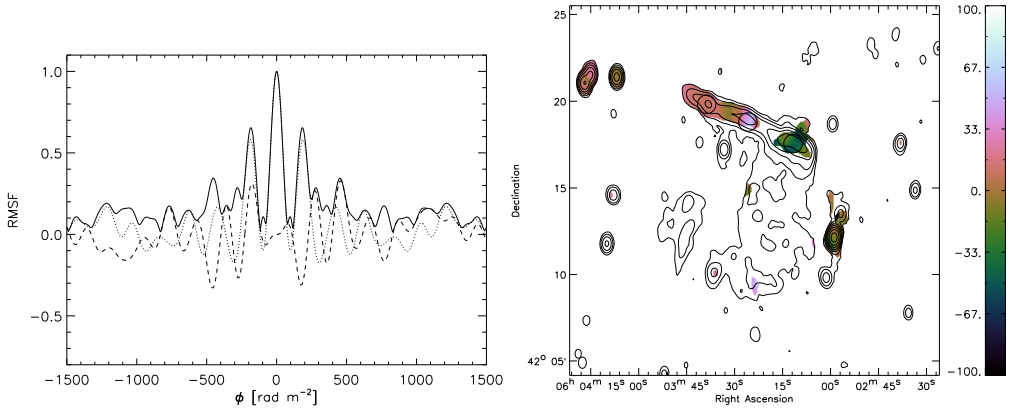 RMSF
1.0
0.5
0.0
−0.5
−1500 −1000 −500 0 500 1000 1500
ϕ [rad m⁻²]
Declination
25
20
15
10
42° 05'
06ʰ 04ᵐ 15ˢ 00ˢ 03ᵐ 45ˢ 30ˢ 15ˢ 00ˢ 02ᵐ 45ˢ 30ˢ
Right Ascension
100.
67.
33.
0.
−33.
−67.
−100.